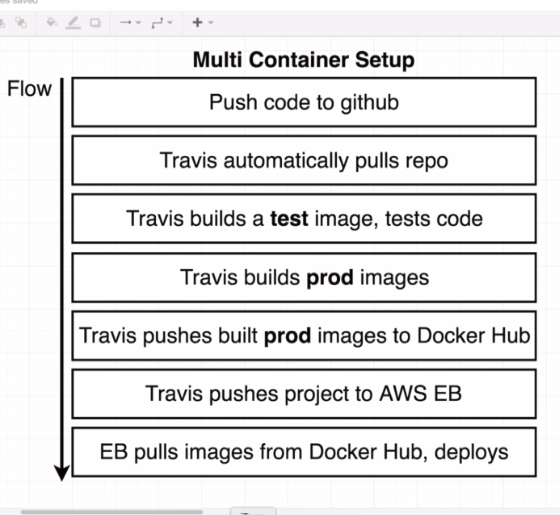 Multi Container Setup
Flow
Push code to github
Travis automatically pulls repo
Travis builds a test image, tests code
Travis builds prod images
Travis pushes built prod images to Docker Hub
Travis pushes project to AWS EB
EB pulls images from Docker Hub, deploys